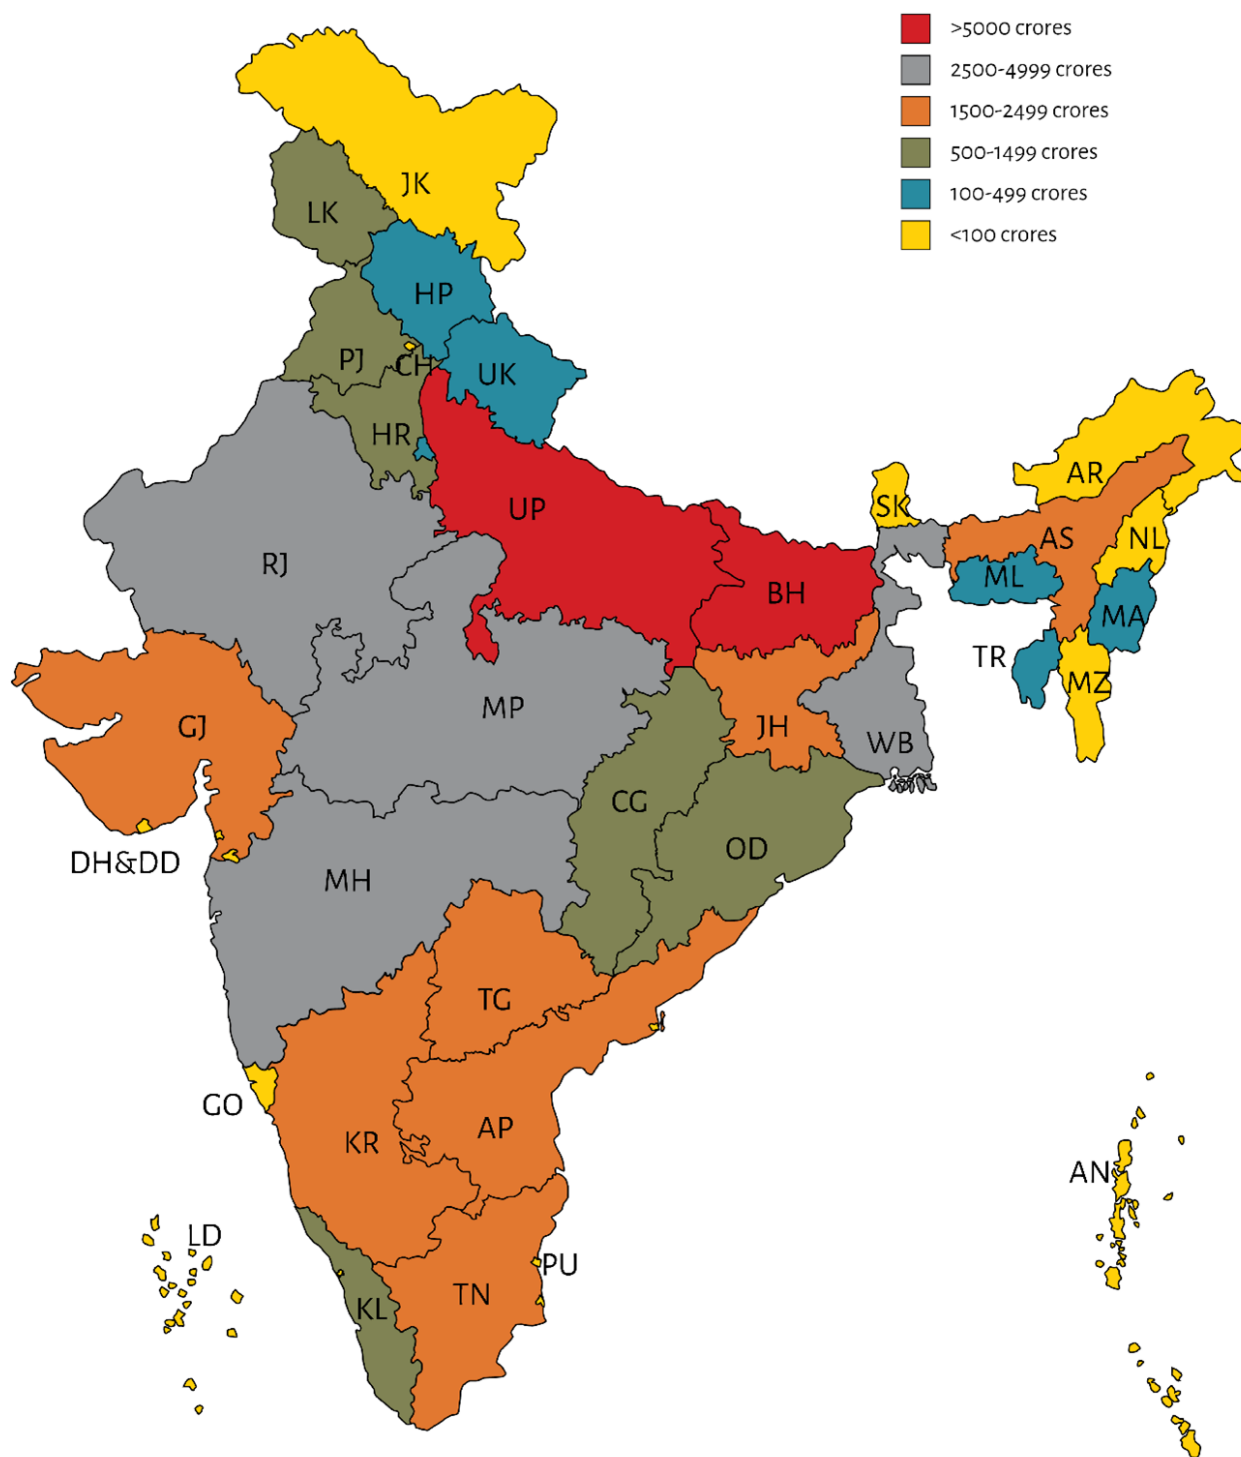 >5000 crores
2500-4999 crores
1500-2499 crores
500-1499 crores
100-499 crores
<100 crores
JK
LK
HP
PJ
CH
UK
HR
UP
RJ
BH
SK
AR
AS
NL
ML
MA
TR
MZ
GJ
MP
JH
WB
CG
OD
DH&DD
MH
TG
GO
KR
AP
AN
LD
PU
KL
TN